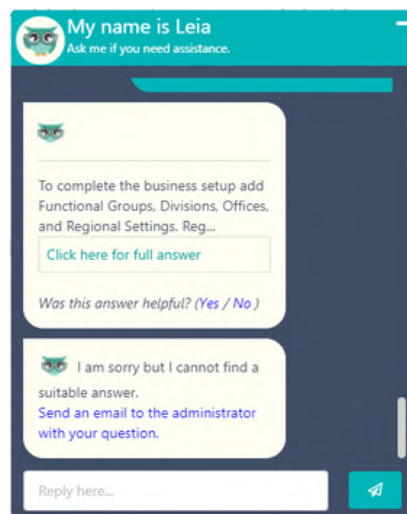 My name is Leia
Ask me if you need assistance.
To complete the business setup add
Functional Groups, Divisions, Offices,
and Regional Settings. Reg...
Click here for full answer
Was this answer helpful? (Yes / No )
I am sorry but I cannot find a
suitable answer.
Send an email to the administrator
with your question.
Reply here...